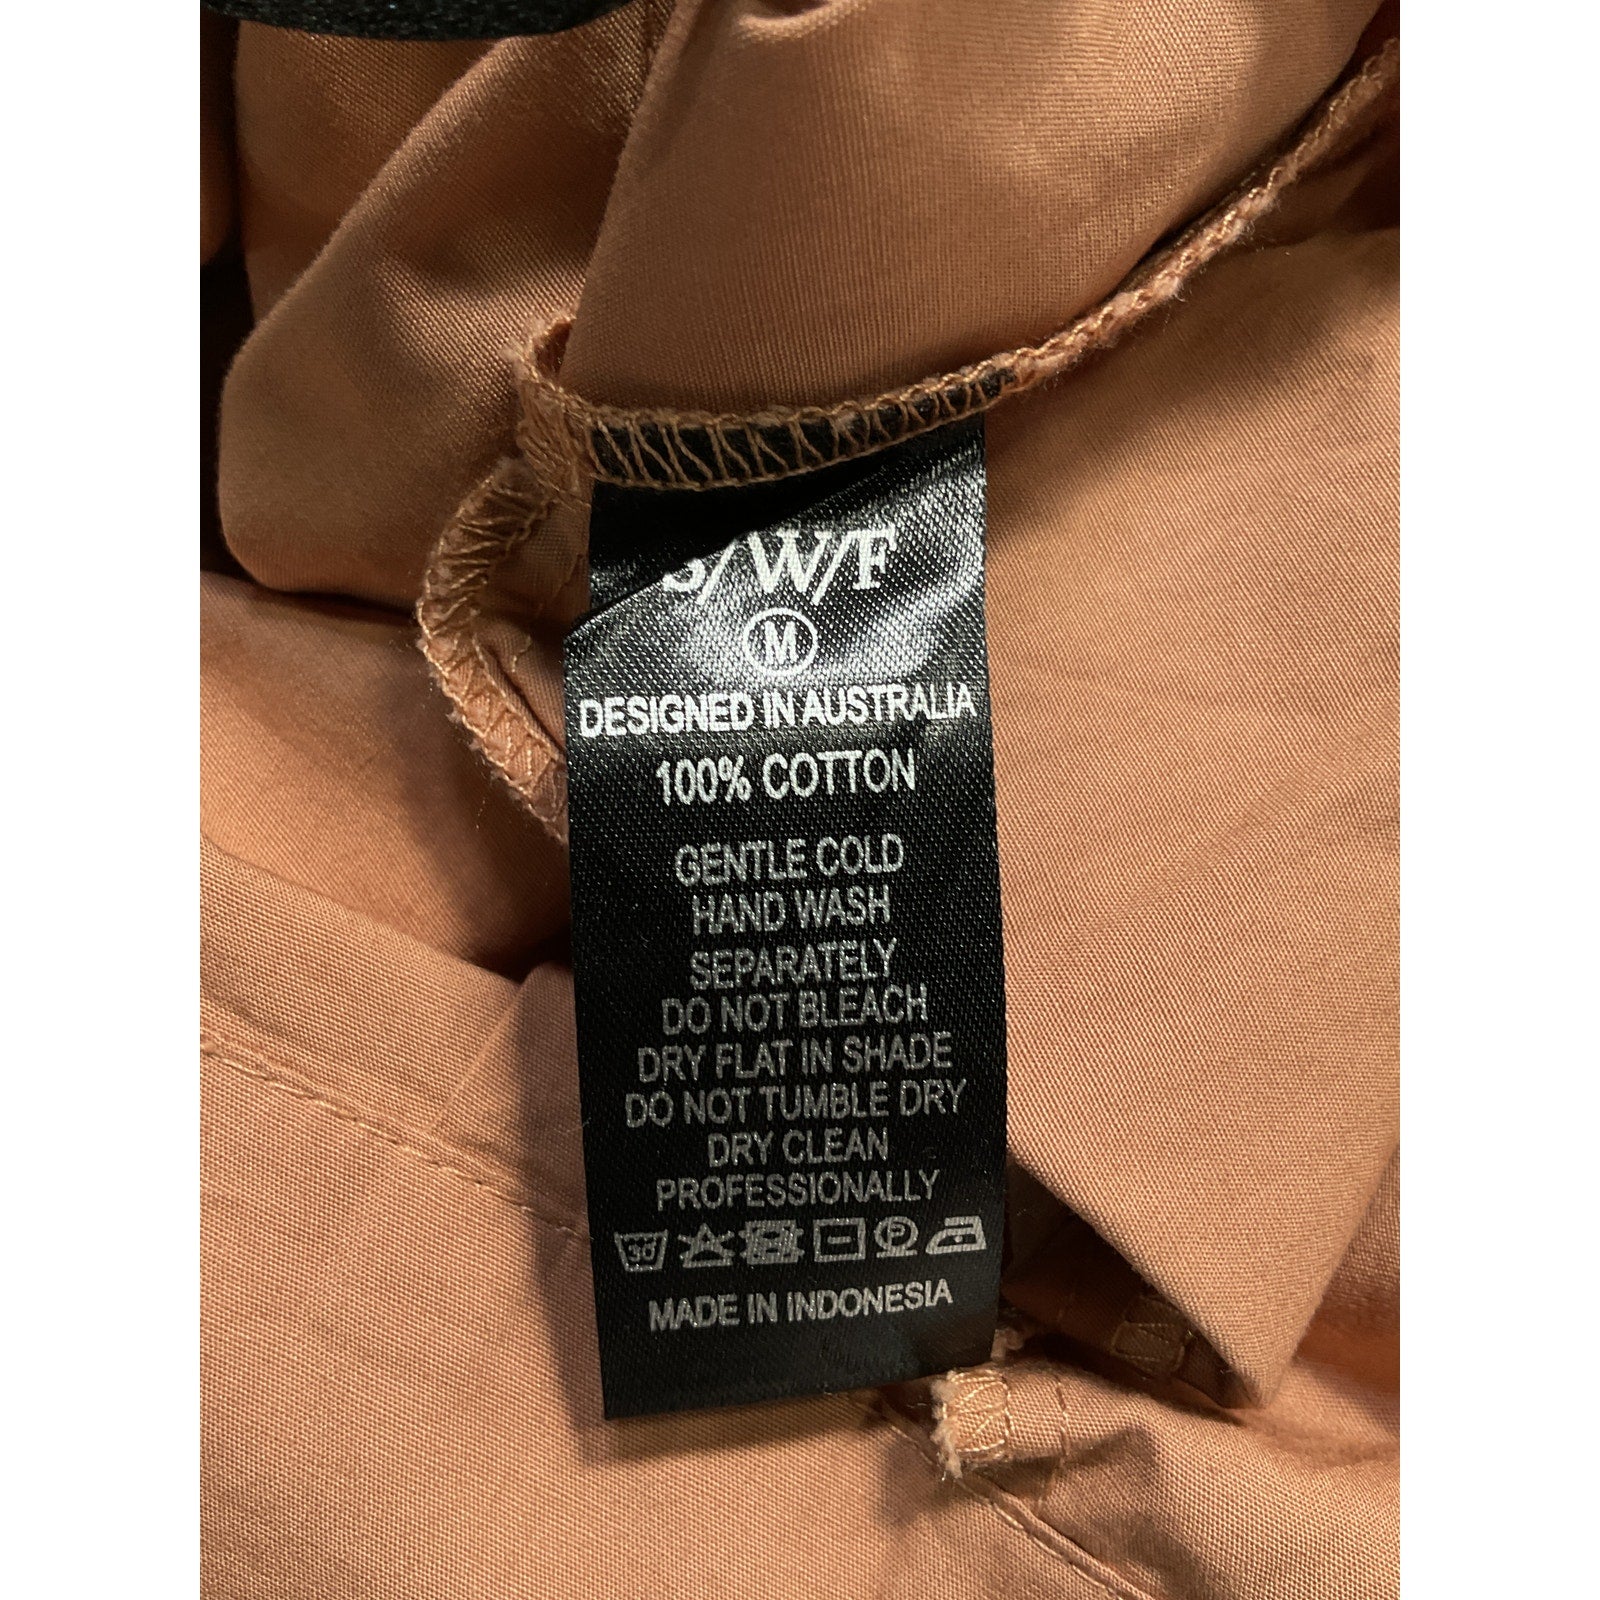 S/W/F
M
DESIGNED IN AUSTRALIA
100% COTTON
GENTLE COLD
HAND WASH
SEPARATELY
DO NOT BLEACH
DRY FLAT IN SHADE
DO NOT TUMBLE DRY
DRY CLEAN
PROFESSIONALLY
30 P
MADE IN INDONESIA